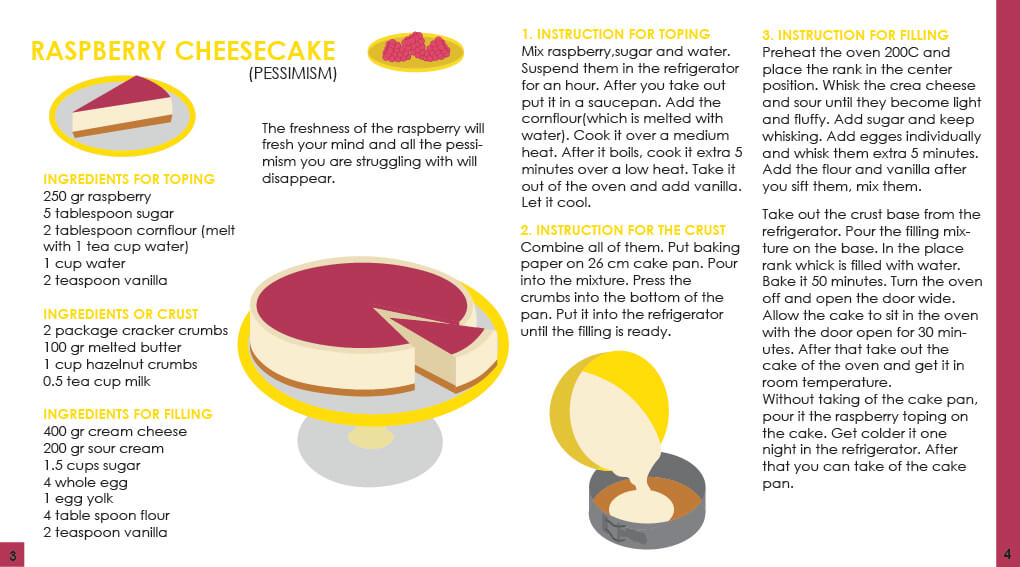 RASPBERRY CHEESECAKE
(PESSIMISM)
The freshness of the raspberry will
fresh your mind and all the pessi-
mism you are struggling with will
disappear.
INGREDIENTS FOR TOPING
250 gr raspberry
5 tablespoon sugar
2 tablespoon cornflour (melt
with 1 tea cup water)
1 cup water
2 teaspoon vanilla
INGREDIENTS OR CRUST
2 package cracker crumbs
100 gr melted butter
1 cup hazelnut crumbs
0.5 tea cup milk
INGREDIENTS FOR FILLING
400 gr cream cheese
200 gr sour cream
1.5 cups sugar
4 whole egg
1 egg yolk
4 table spoon flour
2 teaspoon vanilla
3
1. INSTRUCTION FOR TOPING
Mix raspberry,sugar and water.
Suspend them in the refrigerator
for an hour. After you take out
put it in a saucepan. Add the
cornflour(which is melted with
water). Cook it over a medium
heat. After it boils, cook it extra 5
minutes over a low heat. Take it
out of the oven and add vanilla.
Let it cool.
2. INSTRUCTION FOR THE CRUST
Combine all of them. Put baking
paper on 26 cm cake pan. Pour
into the mixture. Press the
crumbs into the bottom of the
pan. Put it into the refrigerator
until the filling is ready.
3. INSTRUCTION FOR FILLING
Preheat the oven 200C and
place the rank in the center
position. Whisk the crea cheese
and sour until they become light
and fluffy. Add sugar and keep
whisking. Add egges individually
and whisk them extra 5 minutes.
Add the flour and vanilla after
you sift them, mix them.
Take out the crust base from the
refrigerator. Pour the filling mix-
ture on the base. In the place
rank whick is filled with water.
Bake it 50 minutes. Turn the oven
off and open the door wide.
Allow the cake to sit in the oven
with the door open for 30 min-
utes. After that take out the
cake of the oven and get it in
room temperature.
Without taking of the cake pan,
pour it the raspberry toping on
the cake. Get colder it one
night in the refrigerator. After
that you can take of the cake
pan.
4